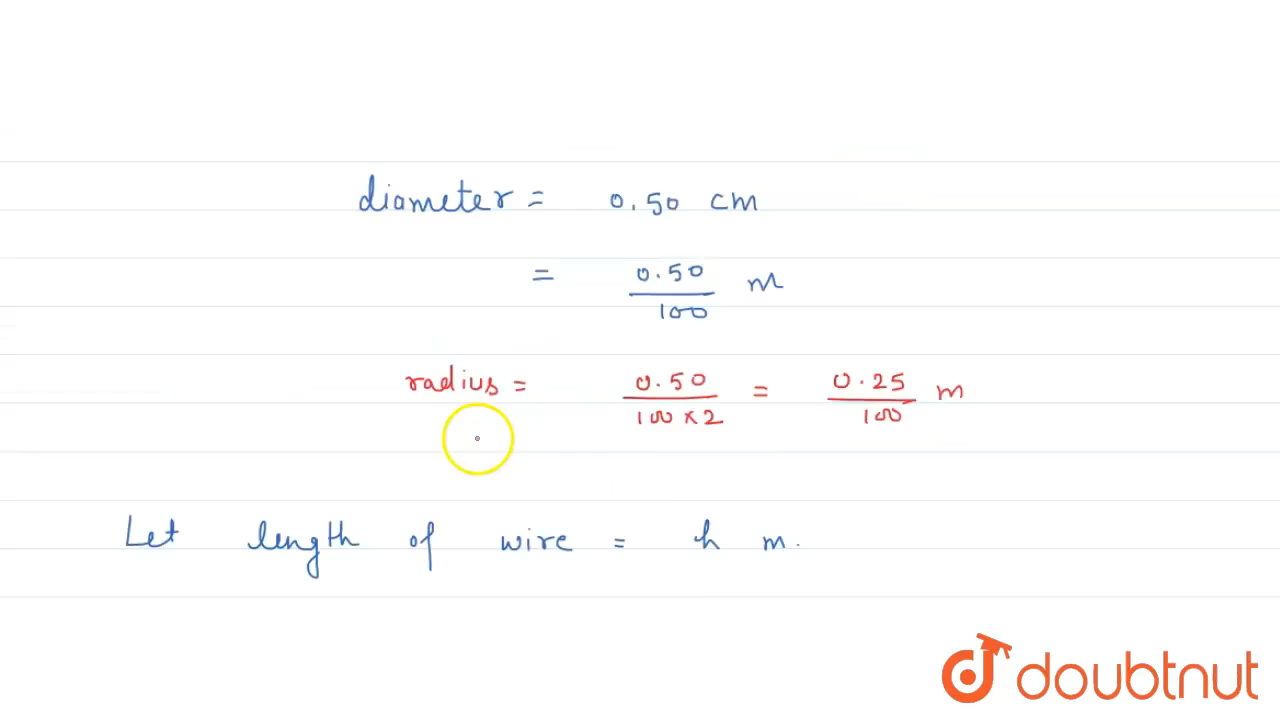 diameter = 0.50 cm
= 0.50/100 m
radius = 0.50/100×2 = 0.25/100 m
Let length of wire = h m.
doubtnut